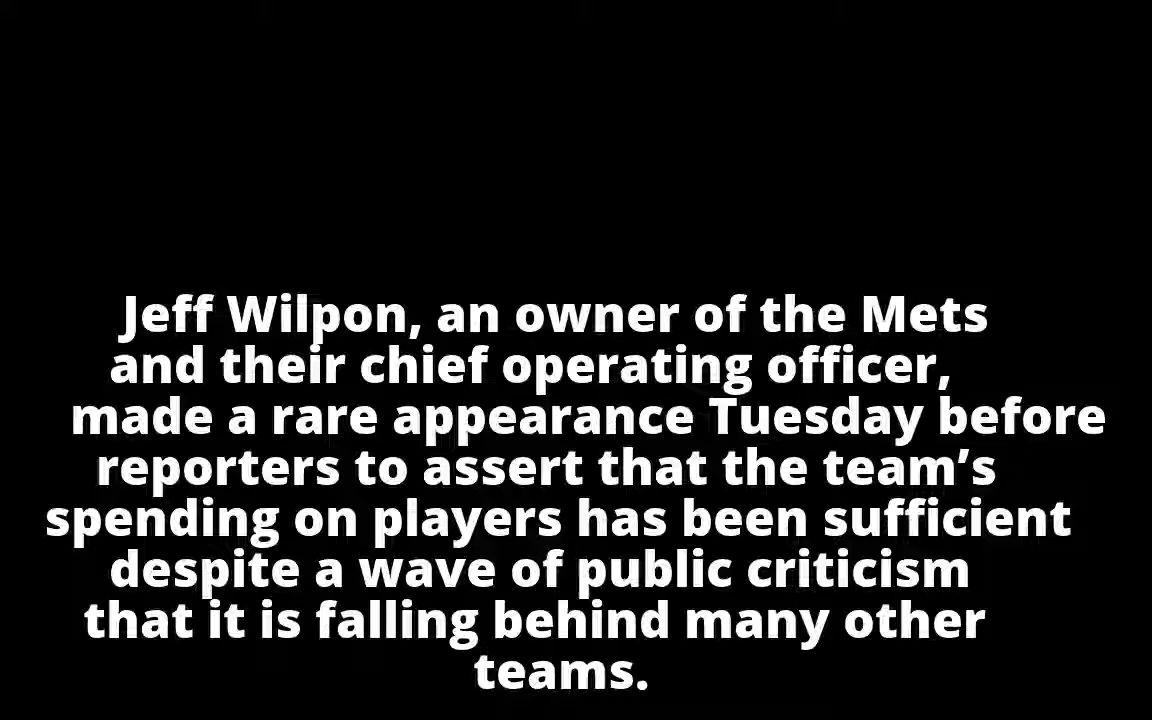 Jeff Wilpon, an owner of the Mets
and their chief operating officer,
made a rare appearance Tuesday before
reporters to assert that the team’s
spending on players has been sufficient
despite a wave of public criticism
that it is falling behind many other
teams.